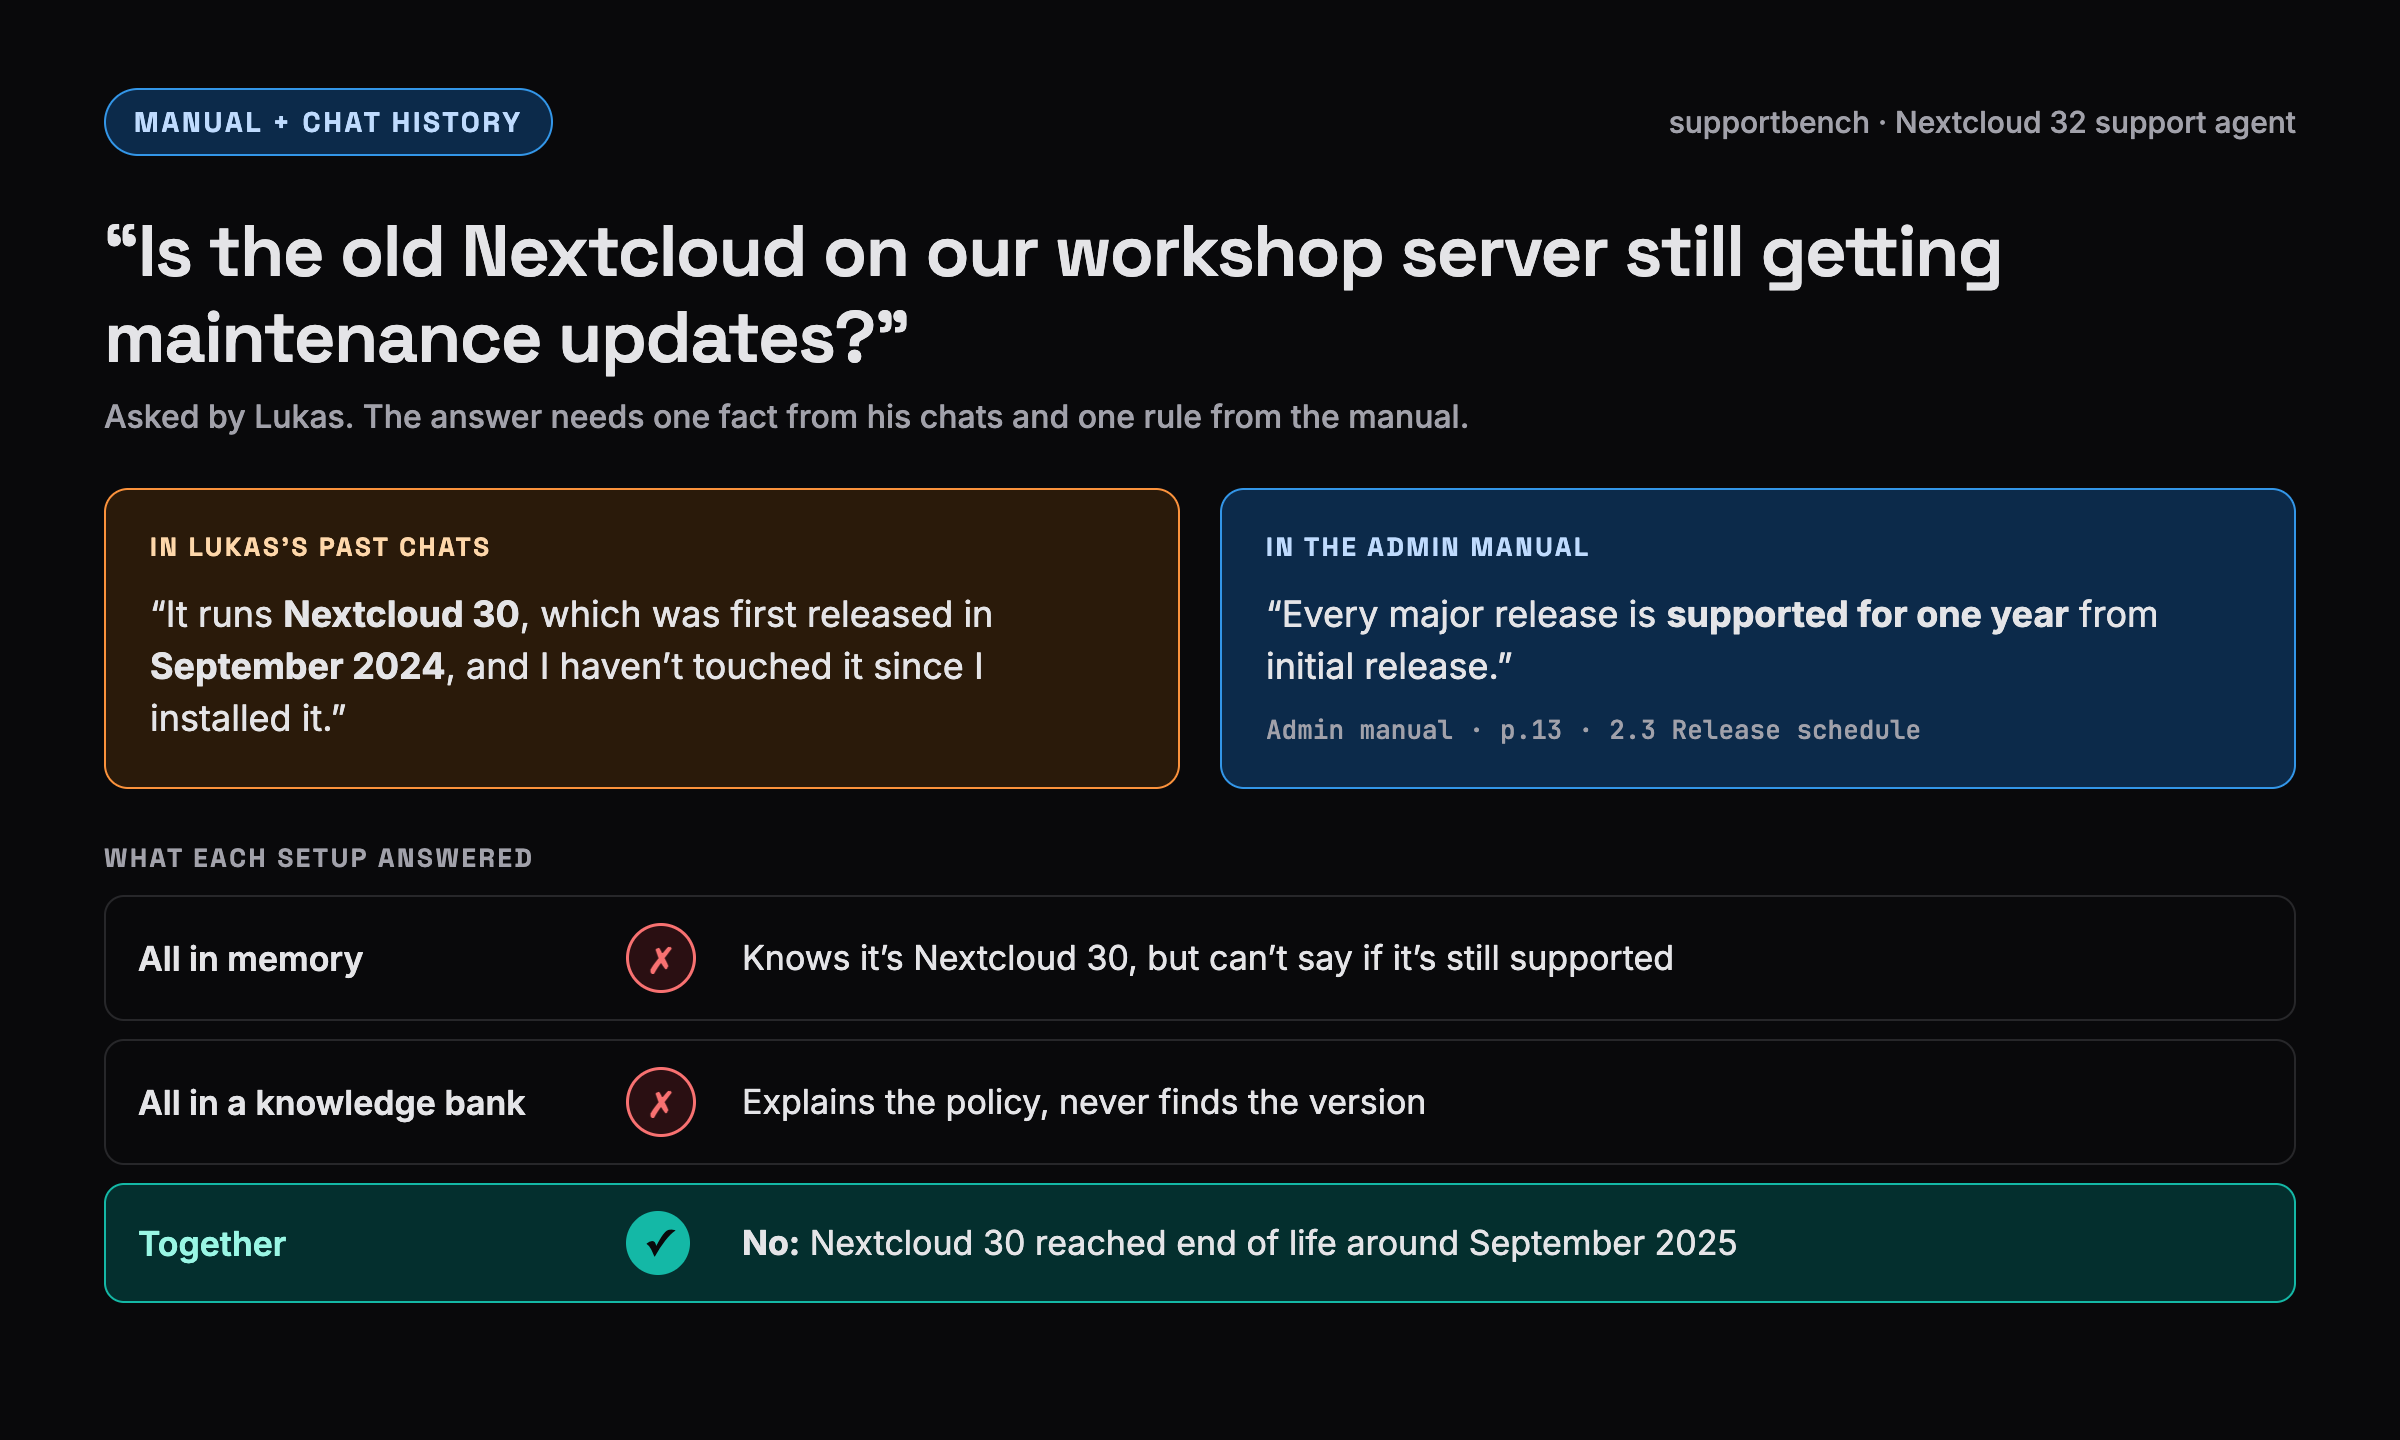 MANUAL + CHAT HISTORY
supportbench · Nextcloud 32 support agent
“Is the old Nextcloud on our workshop server still getting
maintenance updates?”
Asked by Lukas. The answer needs one fact from his chats and one rule from the manual.
IN LUKAS’S PAST CHATS
“It runs Nextcloud 30, which was first released in
September 2024, and I haven’t touched it since I
installed it.”
IN THE ADMIN MANUAL
“Every major release is supported for one year from
initial release.”
Admin manual · p.13 · 2.3 Release schedule
WHAT EACH SETUP ANSWERED
All in memory ✗ Knows it’s Nextcloud 30, but can’t say if it’s still supported
All in a knowledge bank ✗ Explains the policy, never finds the version
Together ✓ No: Nextcloud 30 reached end of life around September 2025